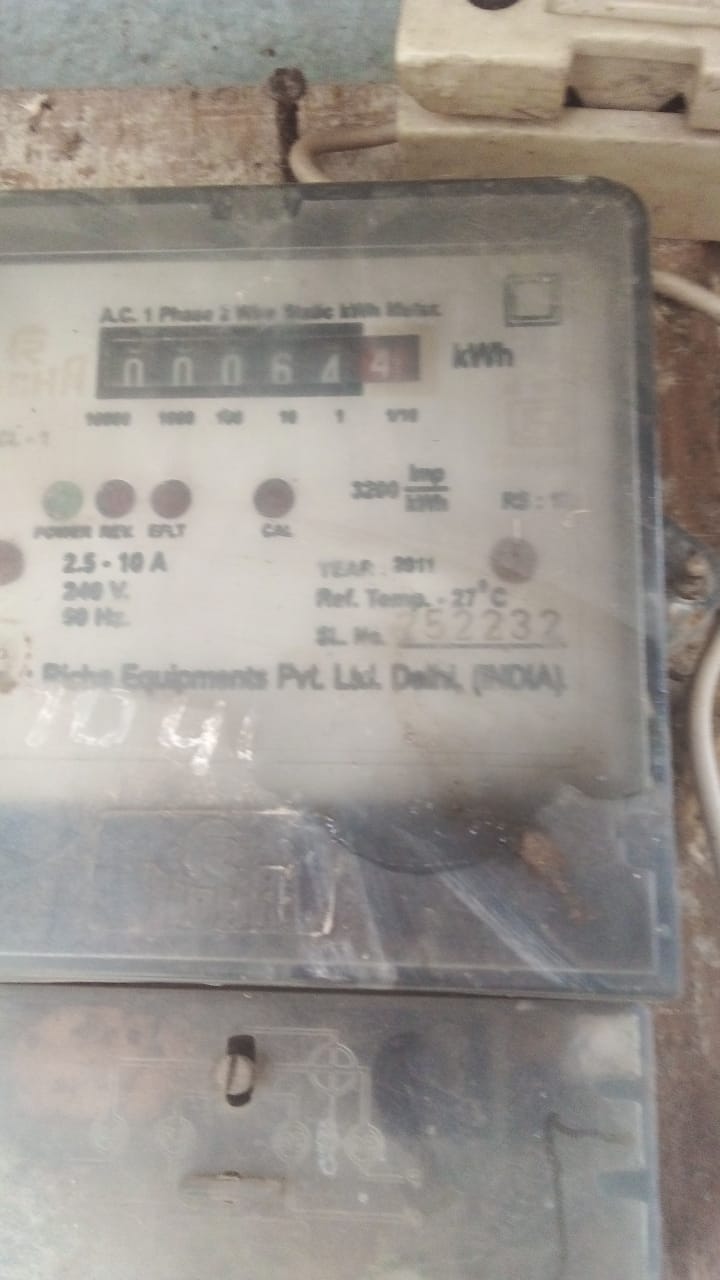 A.C. 1 Phase 2 Wire Static kWh Meter.
0 0 0 6 4 4 kWh
10000 1000 100 10 1 1/10
3200 Imp/kWh
POWER REV. EFLT CAL
2.5 - 10 A
240 V.
50 Hz.
YEAR : 2011
Ref. Temp. - 27°C
SL. No. 752232
Equipments Pvt. Ltd. Delhi. (INDIA)